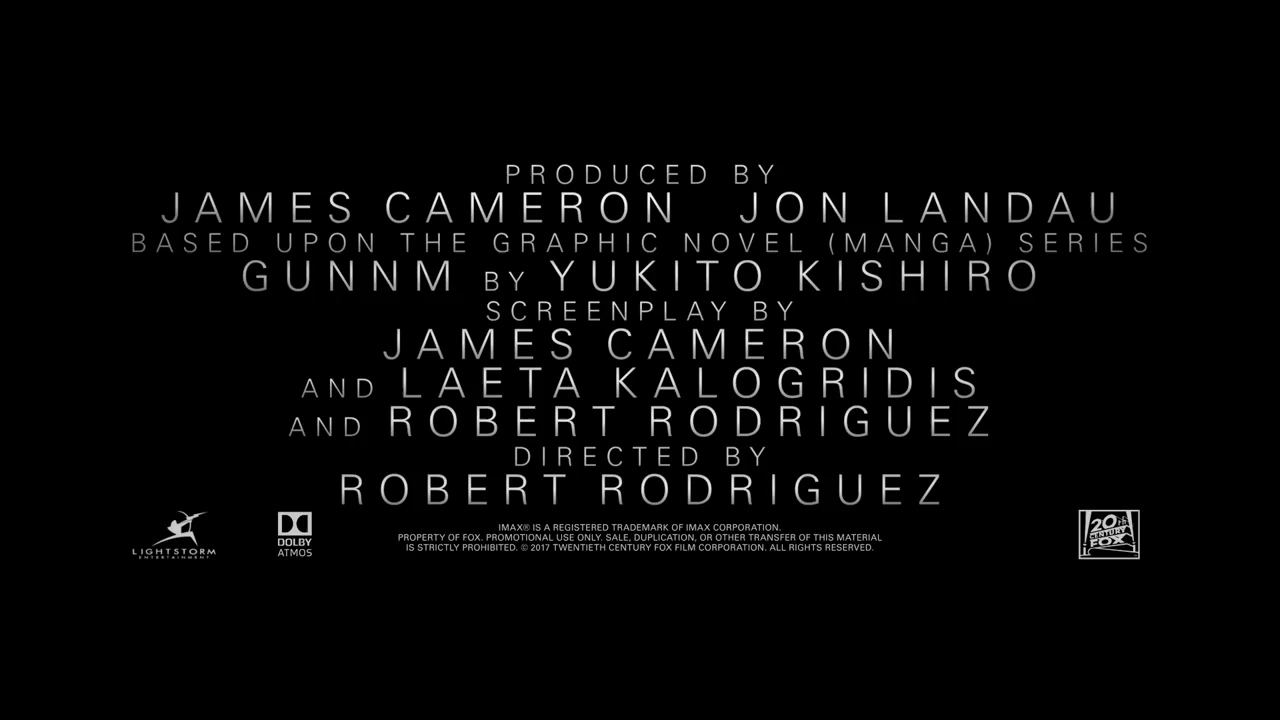 PRODUCED BY
JAMES CAMERON JON LANDAU
BASED UPON THE GRAPHIC NOVEL (MANGA) SERIES
GUNNM BY YUKITO KISHIRO
SCREENPLAY BY
JAMES CAMERON
AND LAETA KALOGRIDIS
AND ROBERT RODRIGUEZ
DIRECTED BY
ROBERT RODRIGUEZ
LIGHTSTORM
ENTERTAINMENT
DOLBY
ATMOS
IMAX® IS A REGISTERED TRADEMARK OF IMAX CORPORATION.
PROPERTY OF FOX. PROMOTIONAL USE ONLY. SALE, DUPLICATION, OR OTHER TRANSFER OF THIS MATERIAL
IS STRICTLY PROHIBITED. © 2017 TWENTIETH CENTURY FOX FILM CORPORATION. ALL RIGHTS RESERVED.
20th
CENTURY
FOX